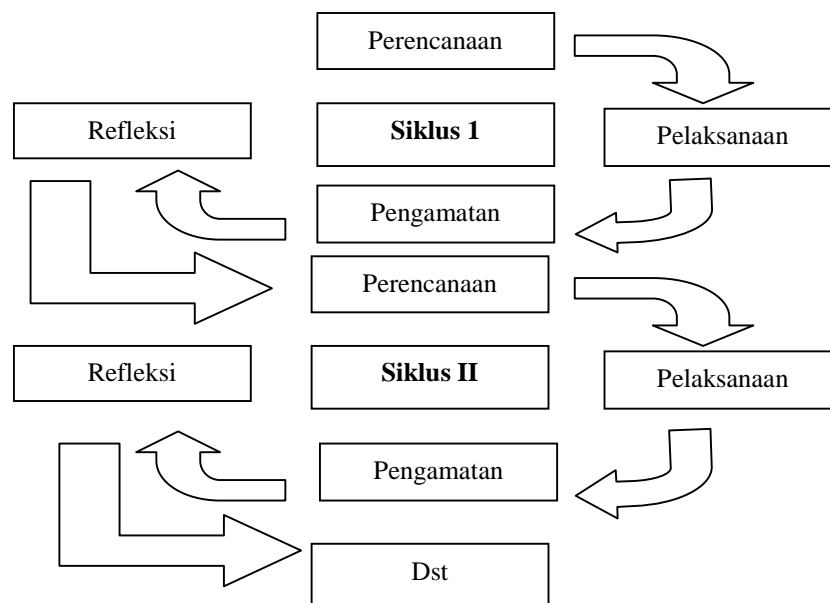 Perencanaan
Refleksi
Siklus 1
Pelaksanaan
Pengamatan
Perencanaan
Refleksi
Siklus II
Pelaksanaan
Pengamatan
Dst